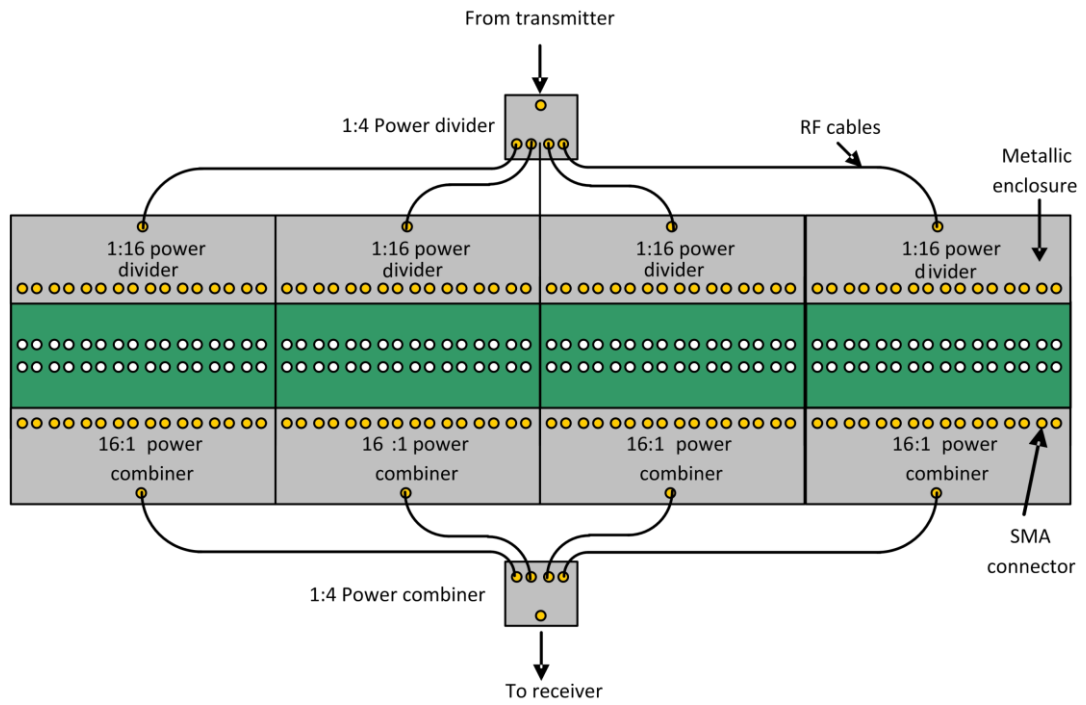 From transmitter
1:4 Power divider
RF cables
Metallic
enclosure
1:16 power
divider
1:16 power
divider
1:16 power
divider
1:16 power
divider
16:1 power
combiner
16 :1 power
combiner
16:1 power
combiner
16:1 power
combiner
SMA
connector
1:4 Power combiner
To receiver